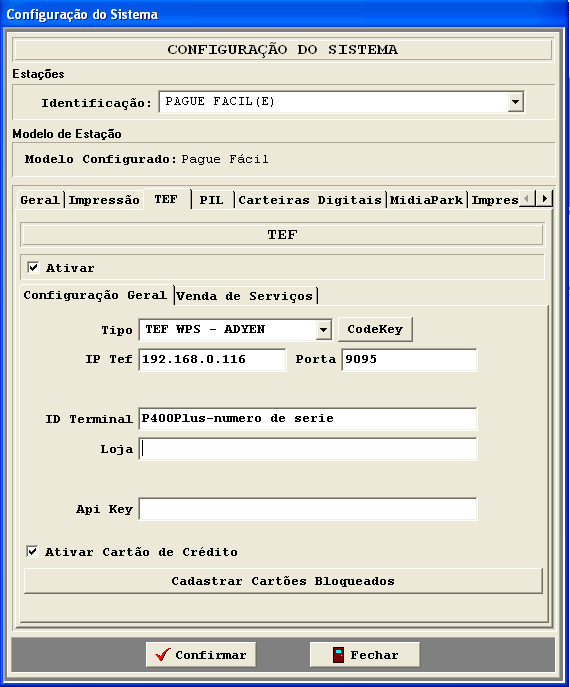 Configuração do Sistema
CONFIGURAÇÃO DO SISTEMA
Estações
Identificação: PAGUE FACIL(E)
Modelo de Estação
Modelo Configurado: Pague Fácil
Geral Impressão TEF PIL Carteiras Digitais MidiaPark Impres
TEF
Ativar
Configuração Geral Venda de Serviços
Tipo TEF WPS - ADYEN CodeKey
IP Tef 192.168.0.116 Porta 9095
ID Terminal P400Plus-numero de serie
Loja
Api Key
Ativar Cartão de Crédito
Cadastrar Cartões Bloqueados
Confirmar Fechar